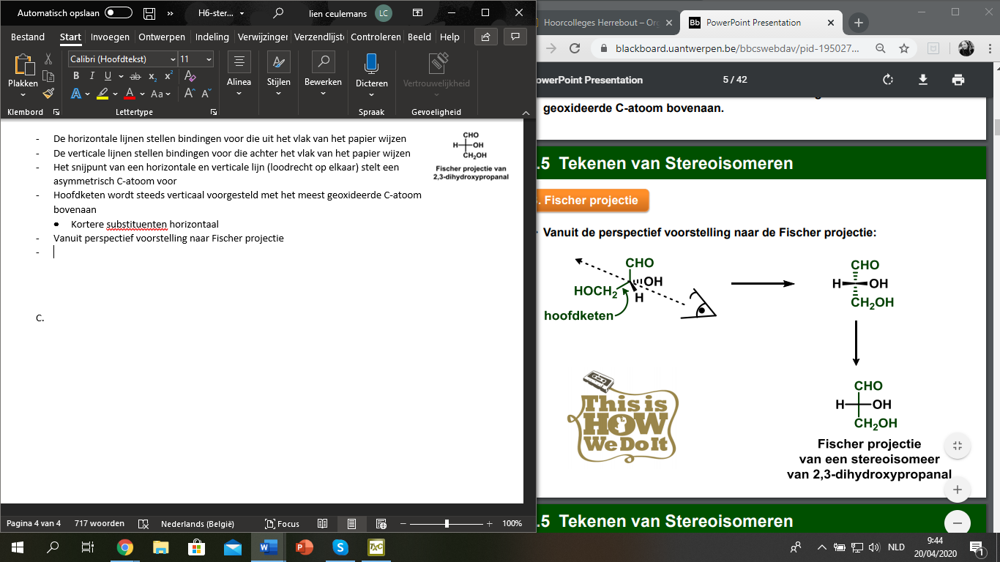 Automatisch opslaan
H6-ster...
lien ceulemans
LC
Bestand Start Invoegen Ontwerpen Indeling Verwijzinger Verzendlijst Controleren Beeld Help
Plakken
Calibri (Hoofdtekst) 11
B I U ab x₂ x²
A A Aa A A
Alinea
Stijlen
Bewerken
Dicteren
Vertrouwelijkheid
Klembord
Lettertype
Spraak
Gevoeligheid
- De horizontale lijnen stellen bindingen voor die uit het vlak van het papier wijzen
- De verticale lijnen stellen bindingen voor die achter het vlak van het papier wijzen
- Het snijpunt van een horizontale en verticale lijn (loodrecht op elkaar) stelt een
asymmetrisch C-atoom voor
- Hoofdketen wordt steeds verticaal voorgesteld met het meest geoxideerde C-atoom
bovenaan
• Kortere substituenten horizontaal
- Vanuit perspectief voorstelling naar Fischer projectie
-
C.
CHO
H OH
CH₂OH
Fischer projectie van
2,3-dihydroxypropanal
Pagina 4 van 4 717 woorden Nederlands (België) Focus 100%
Hoorcolleges Herrebout – Org
Bb PowerPoint Presentation
blackboard.uantwerpen.be/bbcswebdav/pid-195027...
owerPoint Presentation
5 / 42
geoxideerde C-atoom bovenaan.
.5 Tekenen van Stereoisomeren
. Fischer projectie
Vanuit de perspectief voorstelling naar de Fischer projectie:
CHO
OH
HOCH₂
H
hoofdketen
CHO
H OH
CH₂OH
This is
HOW
We Do It
CHO
H OH
CH₂OH
Fischer projectie
van een stereoisomeer
van 2,3-dihydroxypropanal
.5 Tekenen van Stereoisomeren
NLD
9:44
20/04/2020
1